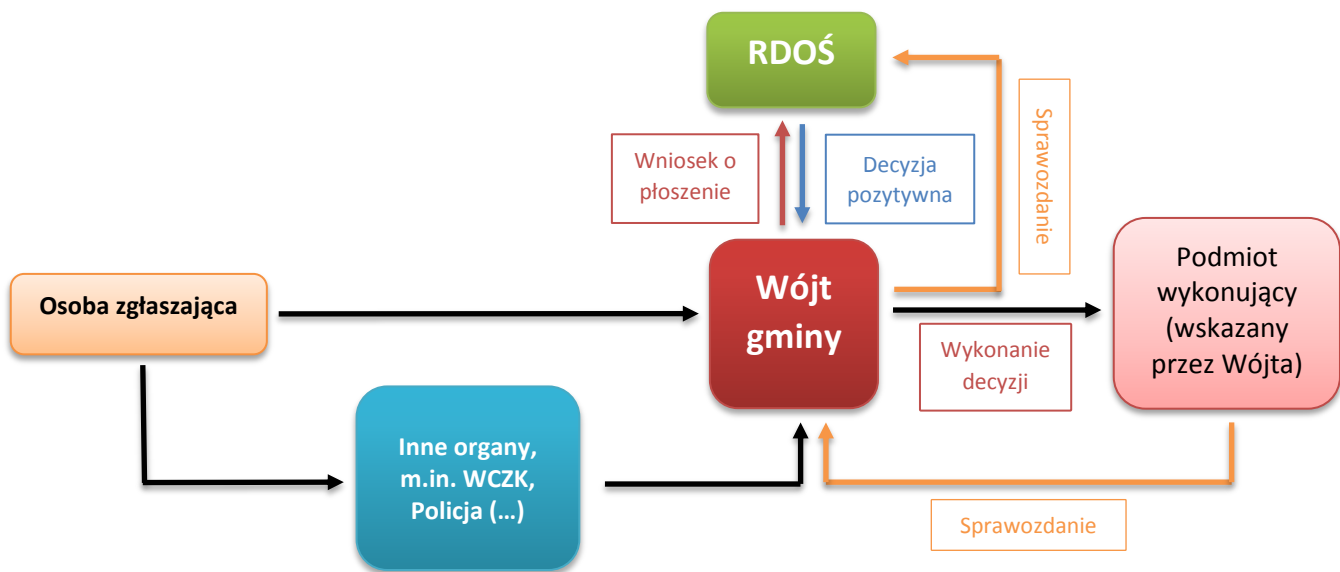 RDOŚ
Wniosek o
płoszenie
Decyzja
pozytywna
Sprawozdanie
Osoba zgłaszająca
Wójt
gminy
Wykonanie
decyzji
Podmiot
wykonujący
(wskazany
przez Wójta)
Inne organy,
m.in. WCZK,
Policja (...)
Sprawozdanie